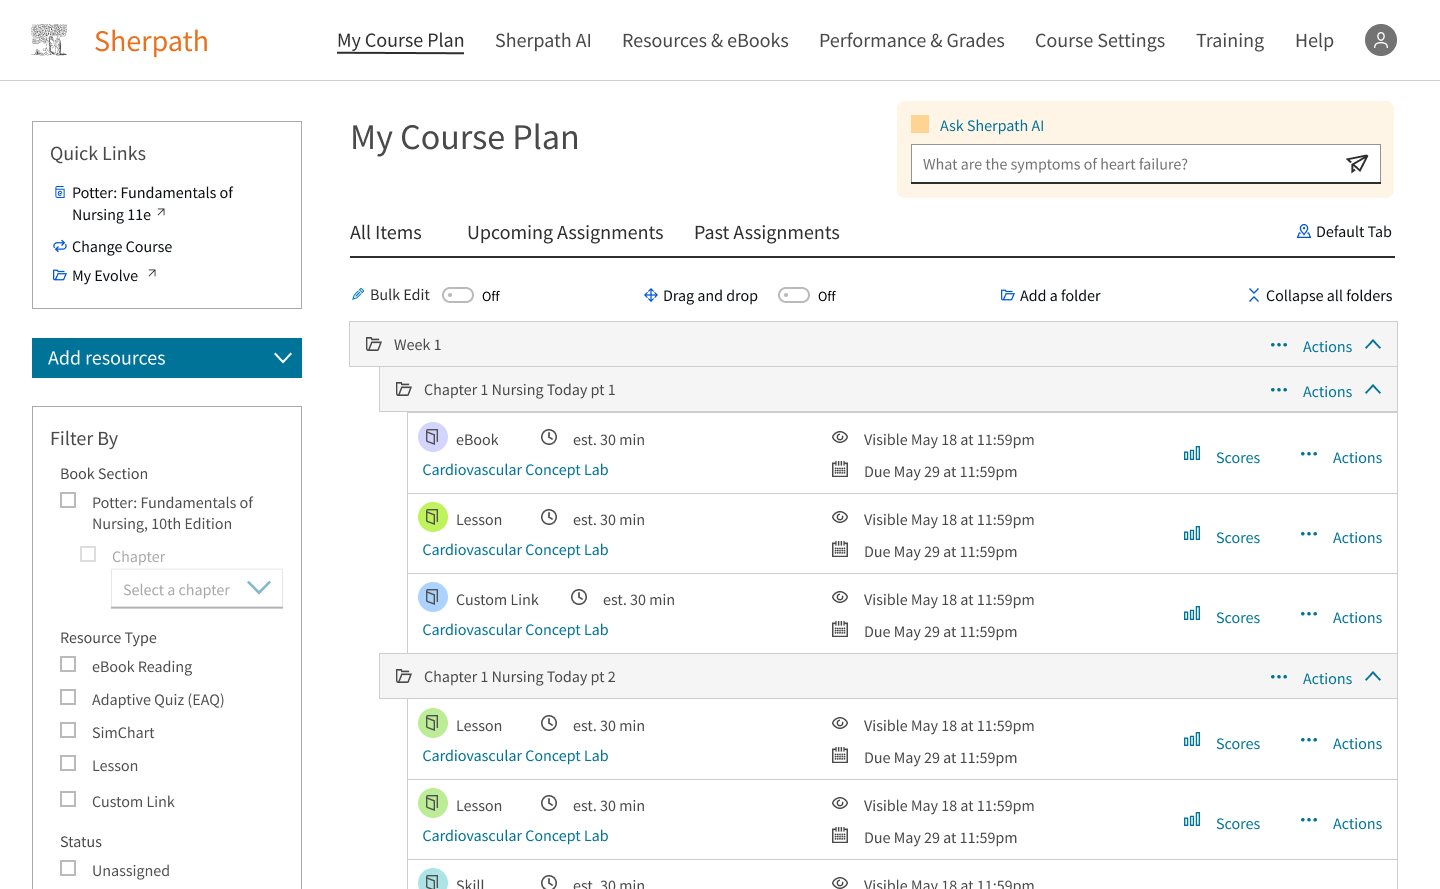 Sherpath
My Course Plan
Sherpath AI
Resources & eBooks
Performance & Grades
Course Settings
Training
Help
Quick Links
Potter: Fundamentals of
Nursing 11e
Change Course
My Evolve
Add resources
Filter By
Book Section
Potter: Fundamentals of
Nursing, 10th Edition
Chapter
Select a chapter
Resource Type
eBook Reading
Adaptive Quiz (EAQ)
SimChart
Lesson
Custom Link
Status
Unassigned
My Course Plan
Ask Sherpath AI
What are the symptoms of heart failure?
All Items
Upcoming Assignments
Past Assignments
Default Tab
Bulk Edit
Off
Drag and drop
Off
Add a folder
Collapse all folders
Week 1
Actions
Chapter 1 Nursing Today pt 1
Actions
eBook
est. 30 min
Visible May 18 at 11:59pm
Cardiovascular Concept Lab
Due May 29 at 11:59pm
Scores
Actions
Lesson
est. 30 min
Visible May 18 at 11:59pm
Cardiovascular Concept Lab
Due May 29 at 11:59pm
Scores
Actions
Custom Link
est. 30 min
Visible May 18 at 11:59pm
Cardiovascular Concept Lab
Due May 29 at 11:59pm
Scores
Actions
Chapter 1 Nursing Today pt 2
Actions
Lesson
est. 30 min
Visible May 18 at 11:59pm
Cardiovascular Concept Lab
Due May 29 at 11:59pm
Scores
Actions
Lesson
est. 30 min
Visible May 18 at 11:59pm
Cardiovascular Concept Lab
Due May 29 at 11:59pm
Scores
Actions
Skill
est. 30 min
Visible May 18 at 11:59pm